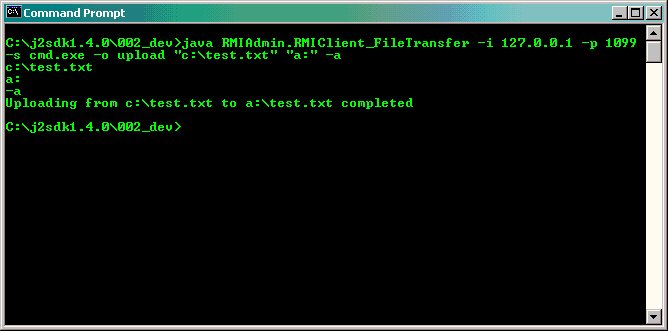 Command Prompt
C:\j2sdk1.4.0\002_dev>java RMIAdmin.RMIClient_FileTransfer -i 127.0.0.1 -p 1099
-s cmd.exe -o upload "c:\test.txt" "a:" -a
c:\test.txt
a:
-a
Uploading from c:\test.txt to a:\test.txt completed
C:\j2sdk1.4.0\002_dev>